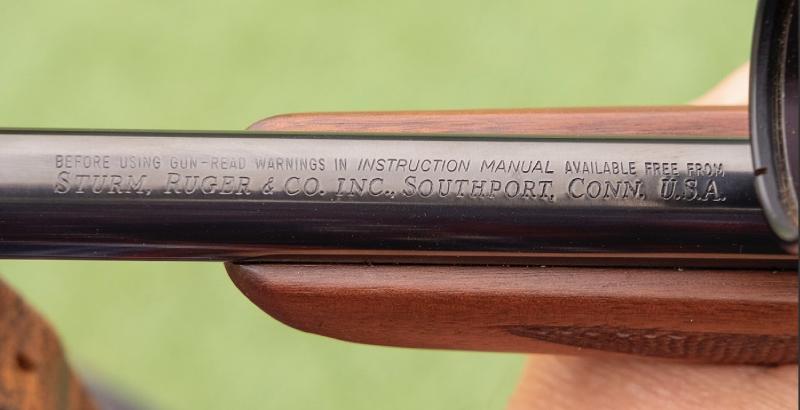 BEFORE USING GUN-READ WARNINGS IN INSTRUCTION MANUAL AVAILABLE FREE FROM
STURM, RUGER & CO. INC., SOUTHPORT, CONN. U.S.A.